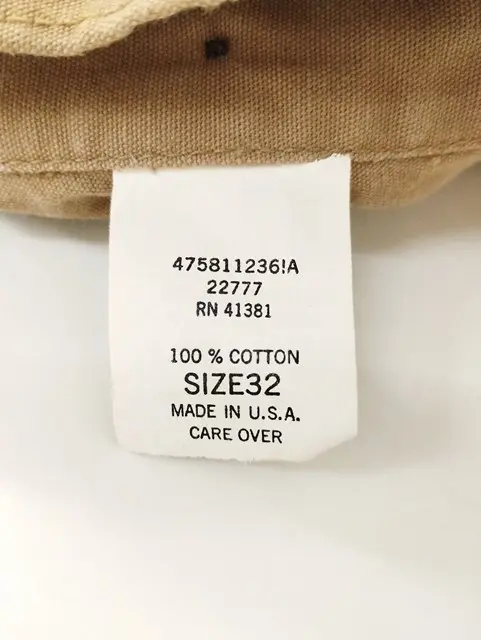 475811236!A
22777
RN 41381
100 % COTTON
SIZE32
MADE IN U.S.A.
CARE OVER